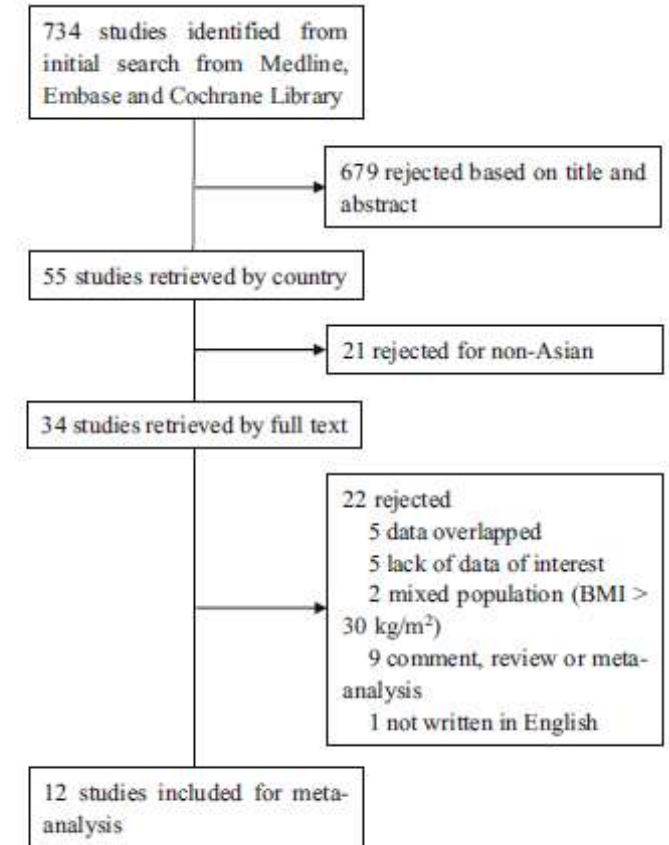 734 studies identified from
initial search from Medline,
Embase and Cochrane Library
679 rejected based on title and
abstract
55 studies retrieved by country
21 rejected for non-Asian
34 studies retrieved by full text
22 rejected
5 data overlapped
5 lack of data of interest
2 mixed population (BMI >
30 kg/m²)
9 comment, review or meta-
analysis
1 not written in English
12 studies included for meta-
analysis